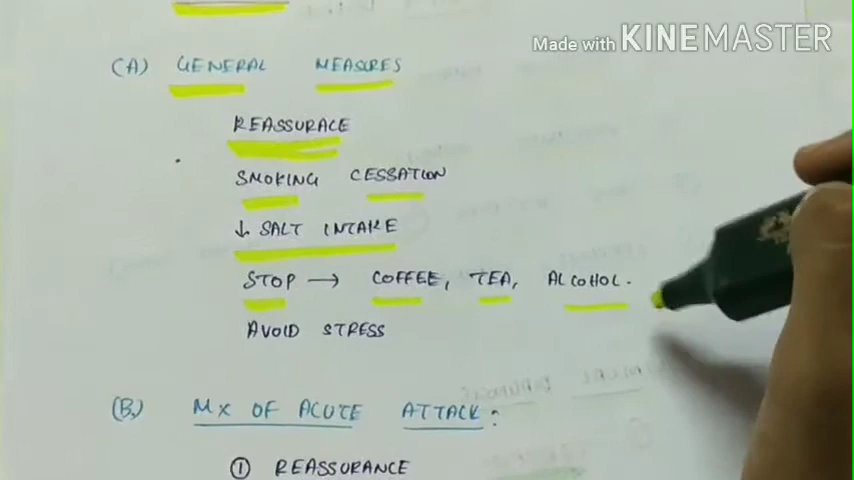 Made with KINEMASTER
(A) GENERAL MEASURES
REASSURACE
SMOKING CESSATION
↓ SALT INTAKE
STOP → COFFEE, TEA, ALCOHOL.
AVOID STRESS
(B.) MX OF ACUTE ATTACK:
① REASSURANCE